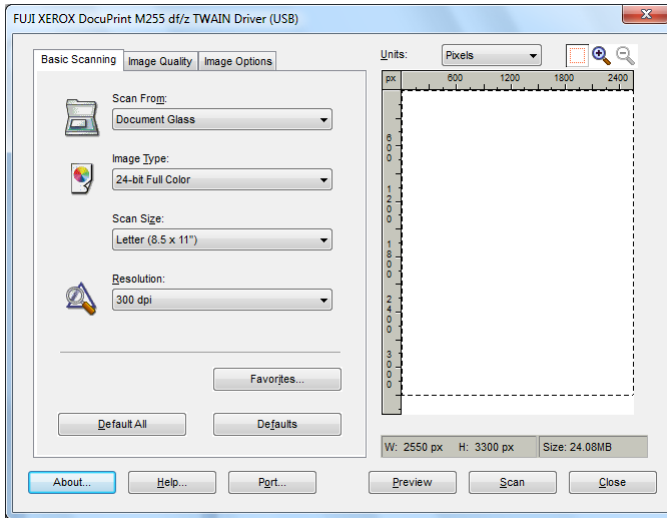 FUJI XEROX DocuPrint M255 df/z TWAIN Driver (USB)
Basic Scanning
Image Quality
Image Options
Scan From:
Document Glass
Image Type:
24-bit Full Color
Scan Size:
Letter (8.5 x 11")
Resolution:
300 dpi
Favorites...
Default All
Defaults
Units:
Pixels
px
600 1200 1800 2400
600
1200
1800
2400
3000
W: 2550 px H: 3300 px Size: 24.08MB
About...
Help...
Port...
Preview
Scan
Close